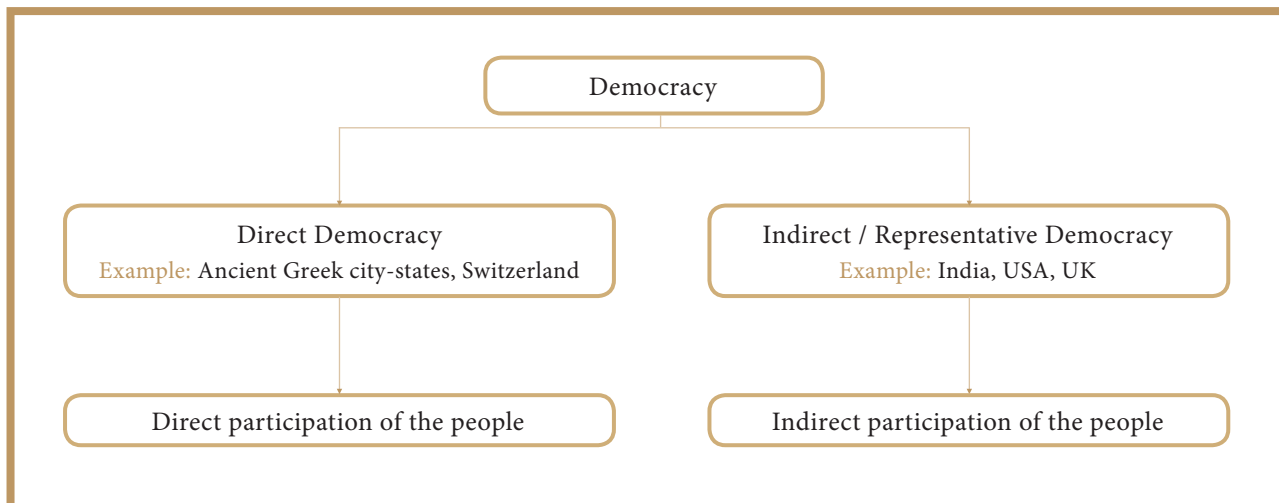 Democracy
Direct Democracy
Example: Ancient Greek city-states, Switzerland
Indirect / Representative Democracy
Example: India, USA, UK
Direct participation of the people
Indirect participation of the people